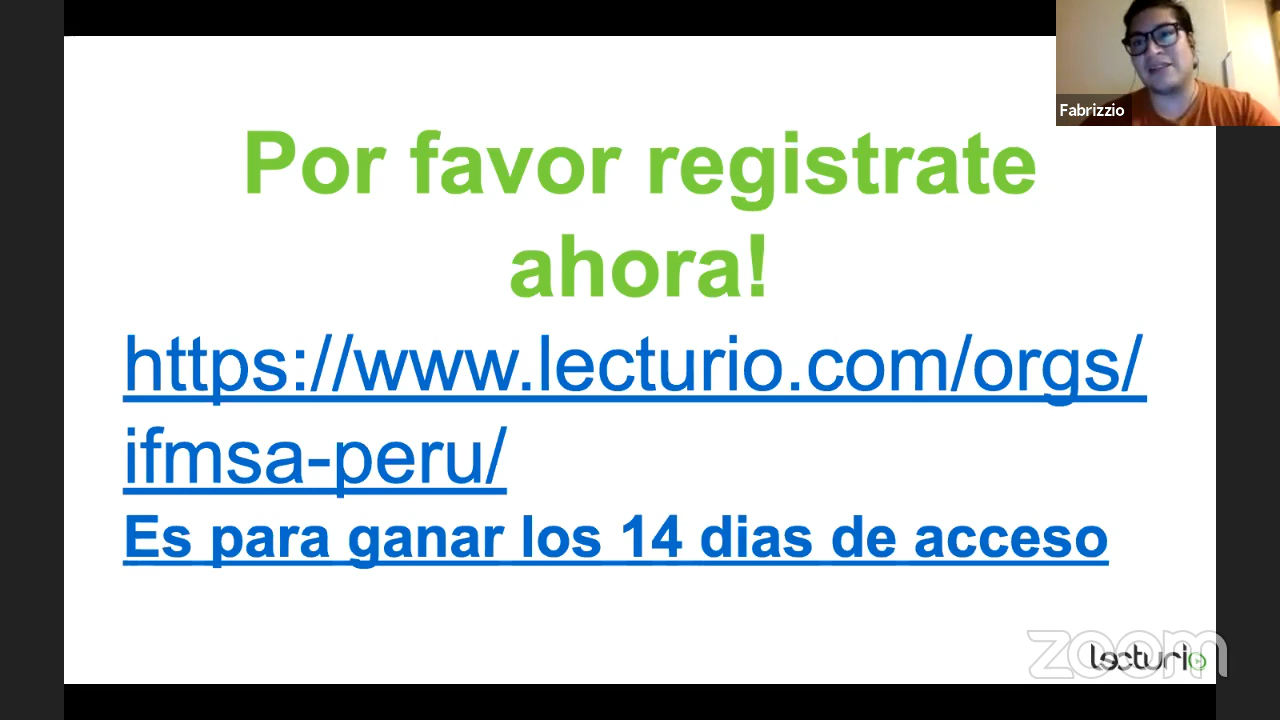 Fabrizzio
Por favor registrate
ahora!
https://www.lecturio.com/orgs/
ifmsa-peru/
Es para ganar los 14 dias de acceso
zoom
lecturio